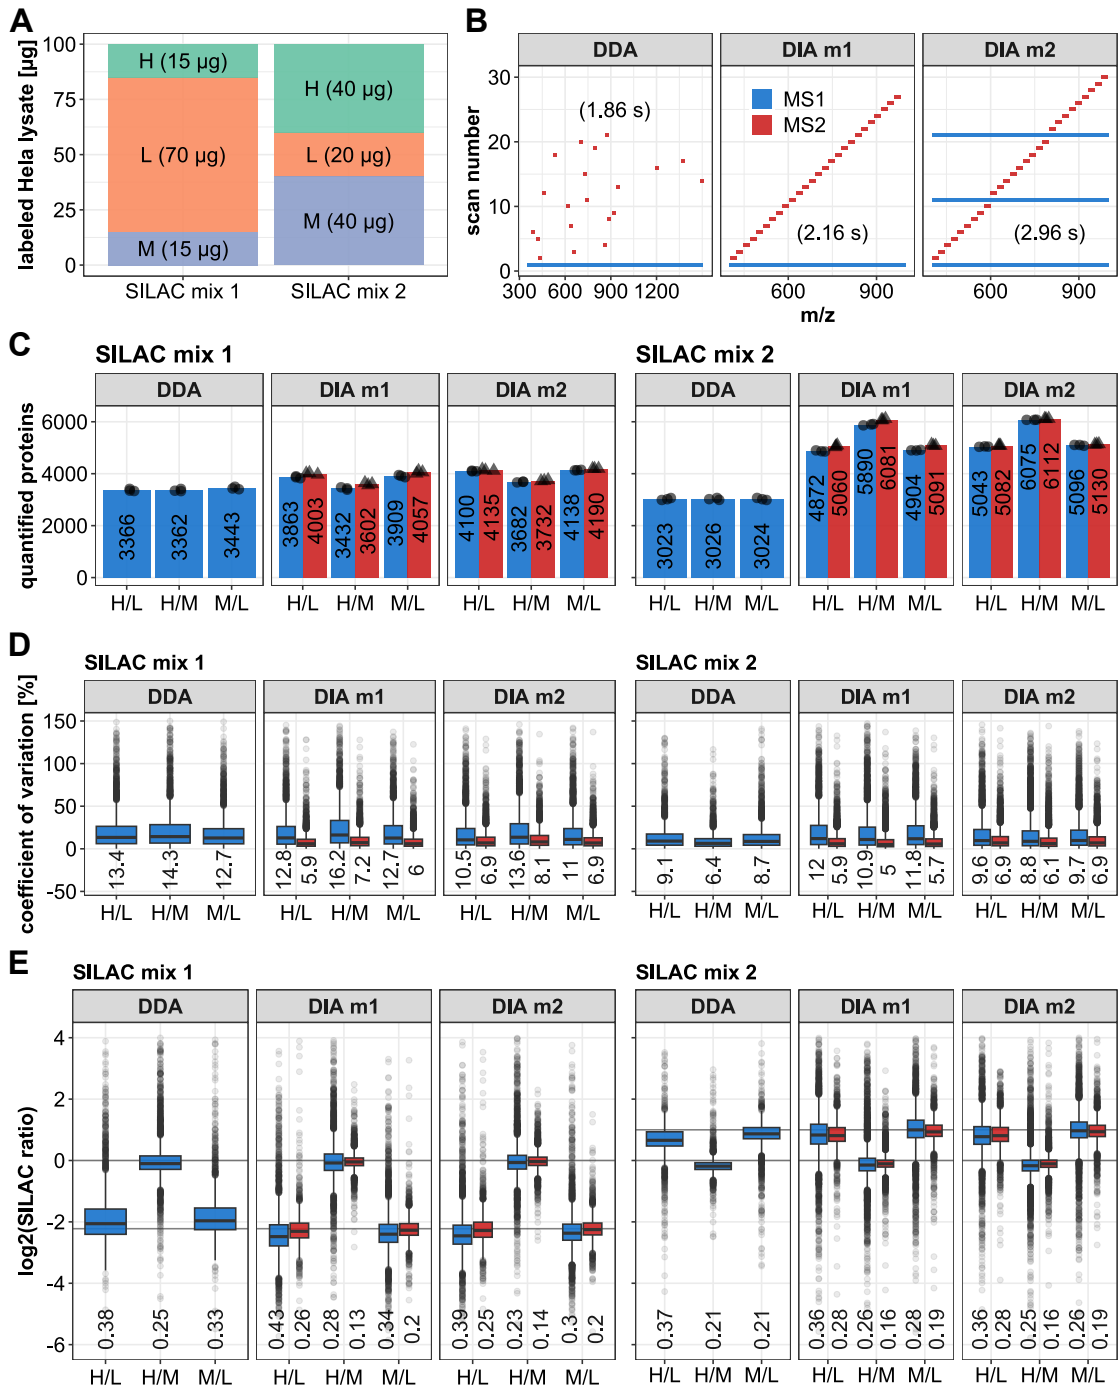 A
labeled Hela lysate [µg]
100
75
50
25
0
H (15 µg)
L (70 µg)
M (15 µg)
H (40 µg)
L (20 µg)
M (40 µg)
SILAC mix 1
SILAC mix 2
B
DDA
DIA m1
DIA m2
scan number
30
20
10
0
(1.86 s)
MS1
MS2
(2.16 s)
(2.96 s)
300 600 900 1200
600 900
600 900
m/z
C
SILAC mix 1
SILAC mix 2
DDA
DIA m1
DIA m2
DDA
DIA m1
DIA m2
quantified proteins
6000
4000
2000
0
3366 3362 3443
3863 4003 3432 3602 3909 4057
4100 4135 3682 3732 4138 4190
3023 3026 3024
4872 5060 5890 6081 4904 5091
5043 5082 6075 6112 5096 5130
H/L H/M M/L
H/L H/M M/L
H/L H/M M/L
H/L H/M M/L
H/L H/M M/L
H/L H/M M/L
D
SILAC mix 1
SILAC mix 2
DDA
DIA m1
DIA m2
DDA
DIA m1
DIA m2
coefficient of variation [%]
150
100
50
0
-50
13.4 14.3 12.7
12.8 5.9 16.2 7.2 12.7 6
10.5 6.9 13.6 8.1 11 6.9
9.1 6.4 8.7
12 5.9 10.9 5 11.8 5.7
9.6 6.9 8.8 6.1 9.7 6.9
H/L H/M M/L
H/L H/M M/L
H/L H/M M/L
H/L H/M M/L
H/L H/M M/L
H/L H/M M/L
E
SILAC mix 1
SILAC mix 2
DDA
DIA m1
DIA m2
DDA
DIA m1
DIA m2
log2(SILAC ratio)
4
2
0
-2
-4
-6
0.38 0.25 0.33
0.43 0.26 0.28 0.13 0.34 0.2
0.39 0.25 0.23 0.14 0.3 0.2
0.37 0.21 0.21
0.36 0.28 0.26 0.16 0.28 0.19
0.36 0.28 0.25 0.16 0.26 0.19
H/L H/M M/L
H/L H/M M/L
H/L H/M M/L
H/L H/M M/L
H/L H/M M/L
H/L H/M M/L